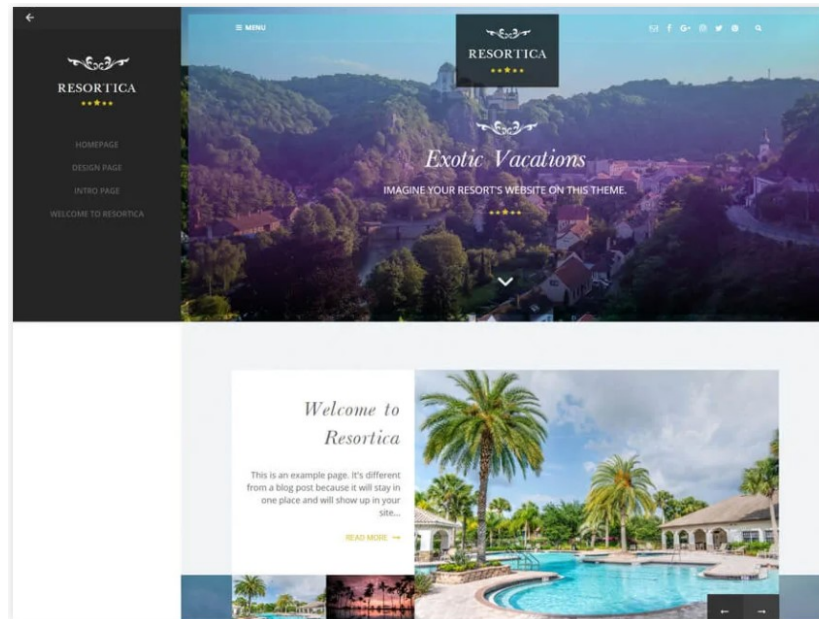 RESORTICA
HOMEPAGE
DESIGN PAGE
INTRO PAGE
WELCOME TO RESORTICA
MENU
RESORTICA
Exotic Vacations
IMAGINE YOUR RESORT'S WEBSITE ON THIS THEME.
Welcome to
Resortica
This is an example page. It's different
from a blog post because it will stay in
one place and will show up in your
site...
READ MORE